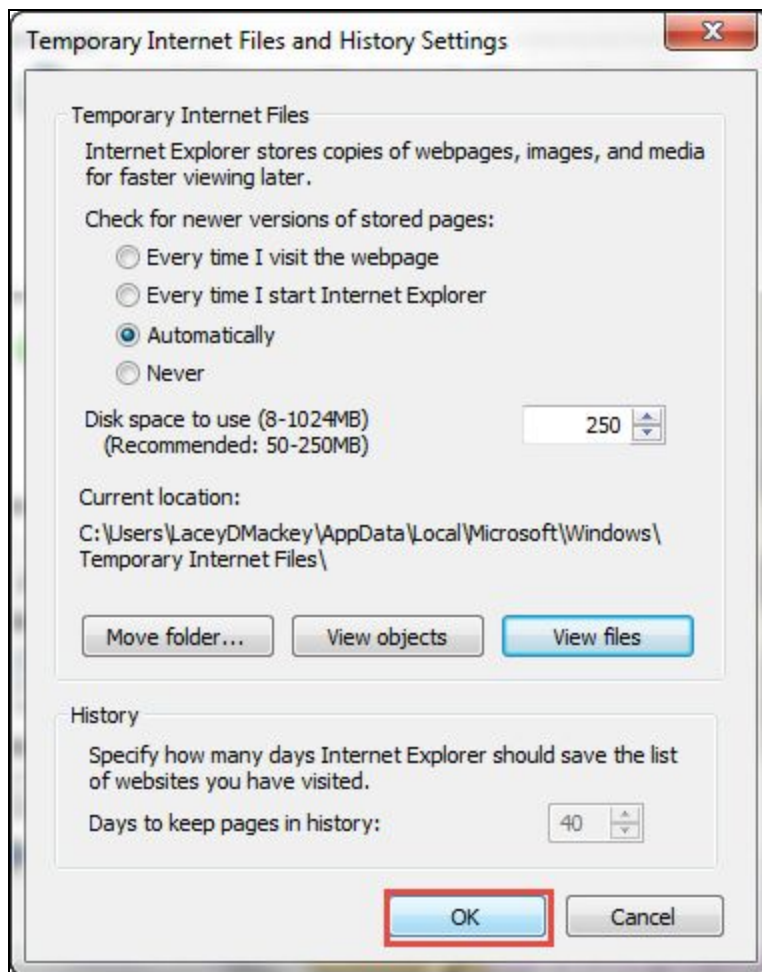 Temporary Internet Files and History Settings
Temporary Internet Files
Internet Explorer stores copies of webpages, images, and media
for faster viewing later.
Check for newer versions of stored pages:
Every time I visit the webpage
Every time I start Internet Explorer
Automatically
Never
Disk space to use (8-1024MB)
(Recommended: 50-250MB)
250
Current location:
C:\Users\LaceyDMackey\AppData\Local\Microsoft\Windows\
Temporary Internet Files\
Move folder... View objects View files
History
Specify how many days Internet Explorer should save the list
of websites you have visited.
Days to keep pages in history: 40
OK Cancel